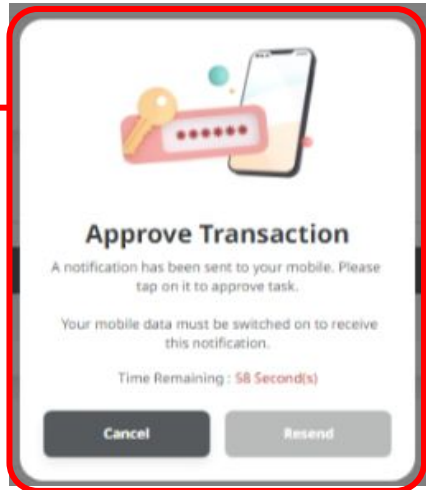 Approve Transaction
A notification has been sent to your mobile. Please
tap on it to approve task.
Your mobile data must be switched on to receive
this notification.
Time Remaining : 58 Second(s)
Cancel
Resend